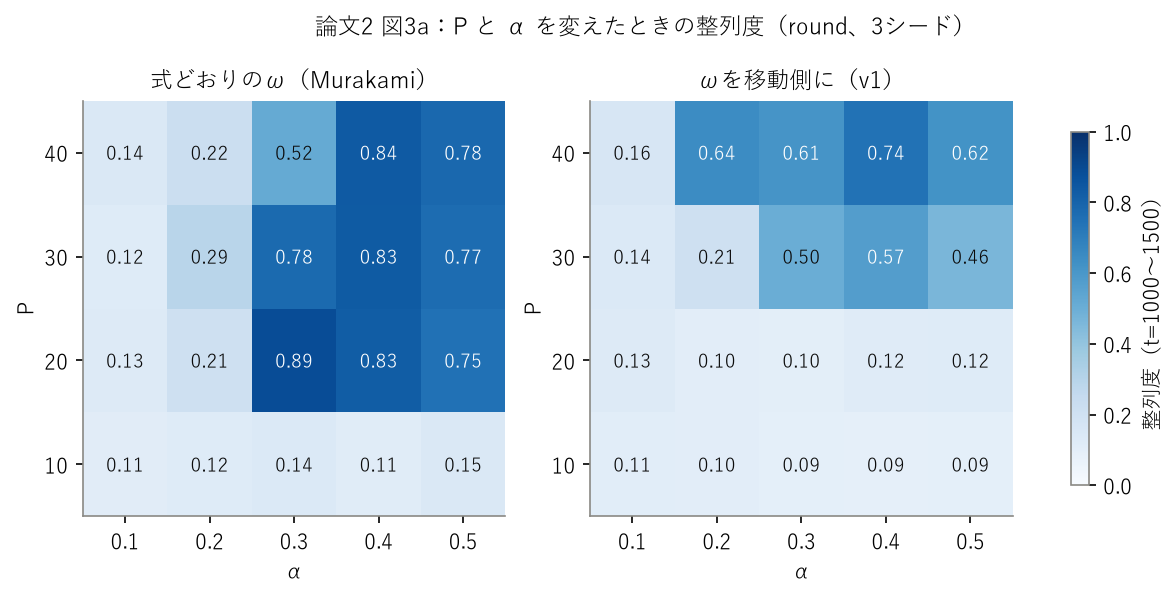 論文2 図3a：P と α を変えたときの整列度（round、3シード）
式どおりのω（Murakami）
P
40 0.14 0.22 0.52 0.84 0.78
30 0.12 0.29 0.78 0.83 0.77
20 0.13 0.21 0.89 0.83 0.75
10 0.11 0.12 0.14 0.11 0.15
0.1 0.2 0.3 0.4 0.5
α
ωを移動側に（v1）
P
40 0.16 0.64 0.61 0.74 0.62
30 0.14 0.21 0.50 0.57 0.46
20 0.13 0.10 0.10 0.12 0.12
10 0.11 0.10 0.09 0.09 0.09
0.1 0.2 0.3 0.4 0.5
α
1.0
0.8
0.6
0.4
0.2
0.0
整列度（t=1000～1500）